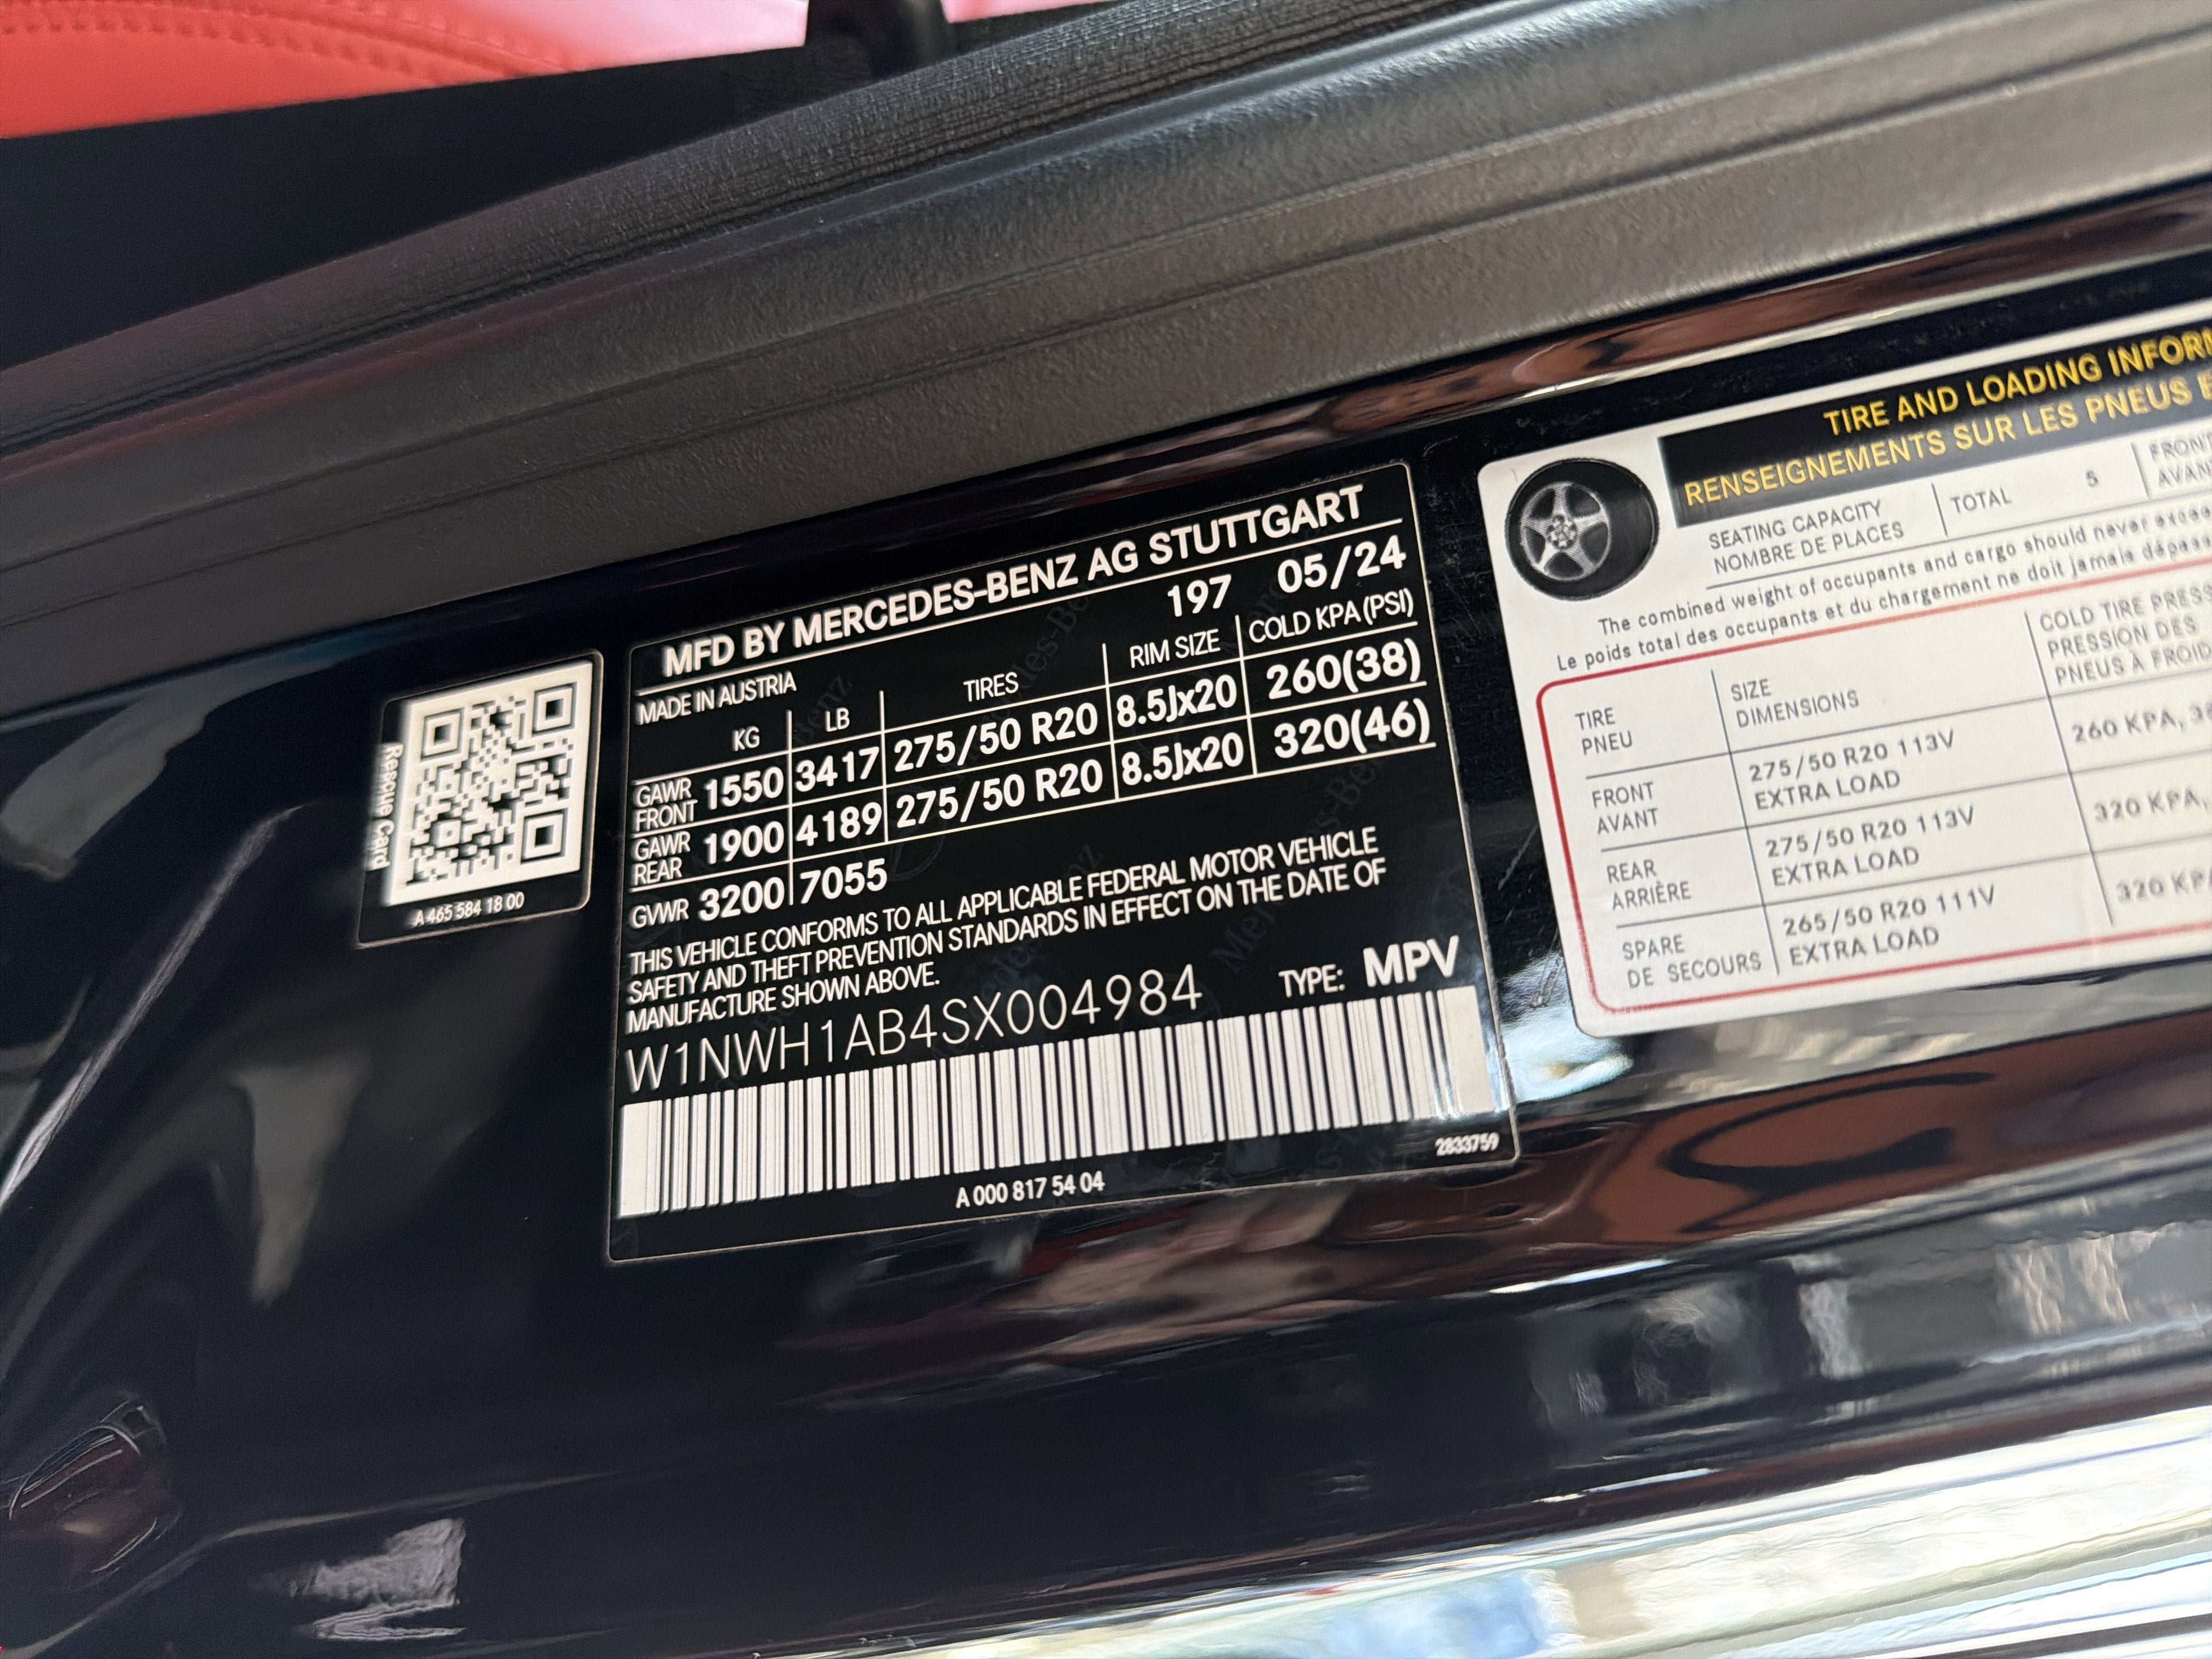 Rescue Card
A 465 584 18 00
MFD BY MERCEDES-BENZ AG STUTTGART
MADE IN AUSTRIA 197 05/24
KG LB TIRES RIM SIZE COLD KPA (PSI)
GAWR FRONT 1550 3417 275/50 R20 8.5Jx20 260(38)
GAWR REAR 1900 4189 275/50 R20 8.5Jx20 320(46)
GVWR 3200 7055
THIS VEHICLE CONFORMS TO ALL APPLICABLE FEDERAL MOTOR VEHICLE
SAFETY AND THEFT PREVENTION STANDARDS IN EFFECT ON THE DATE OF
MANUFACTURE SHOWN ABOVE.
W1NWH1AB4SX004984 TYPE: MPV
2833759
A 000 817 54 04
TIRE AND LOADING
RENSEIGNEMENTS SUR LES PNEUS
SEATING CAPACITY
NOMBRE DE PLACES
TOTAL 5
FRONT
AVANT
The combined weight of occupants and cargo should never
Le poids total des occupants et du chargement ne doit jamais
TIRE
PNEU
SIZE
DIMENSIONS
COLD TIRE
PRESSION DES
PNEUS À FROID
FRONT
AVANT
275/50 R20 113V
EXTRA LOAD
260 KPA,
REAR
ARRIÈRE
275/50 R20 113V
EXTRA LOAD
320 KPA,
SPARE
DE SECOURS
265/50 R20 111V
EXTRA LOAD
320